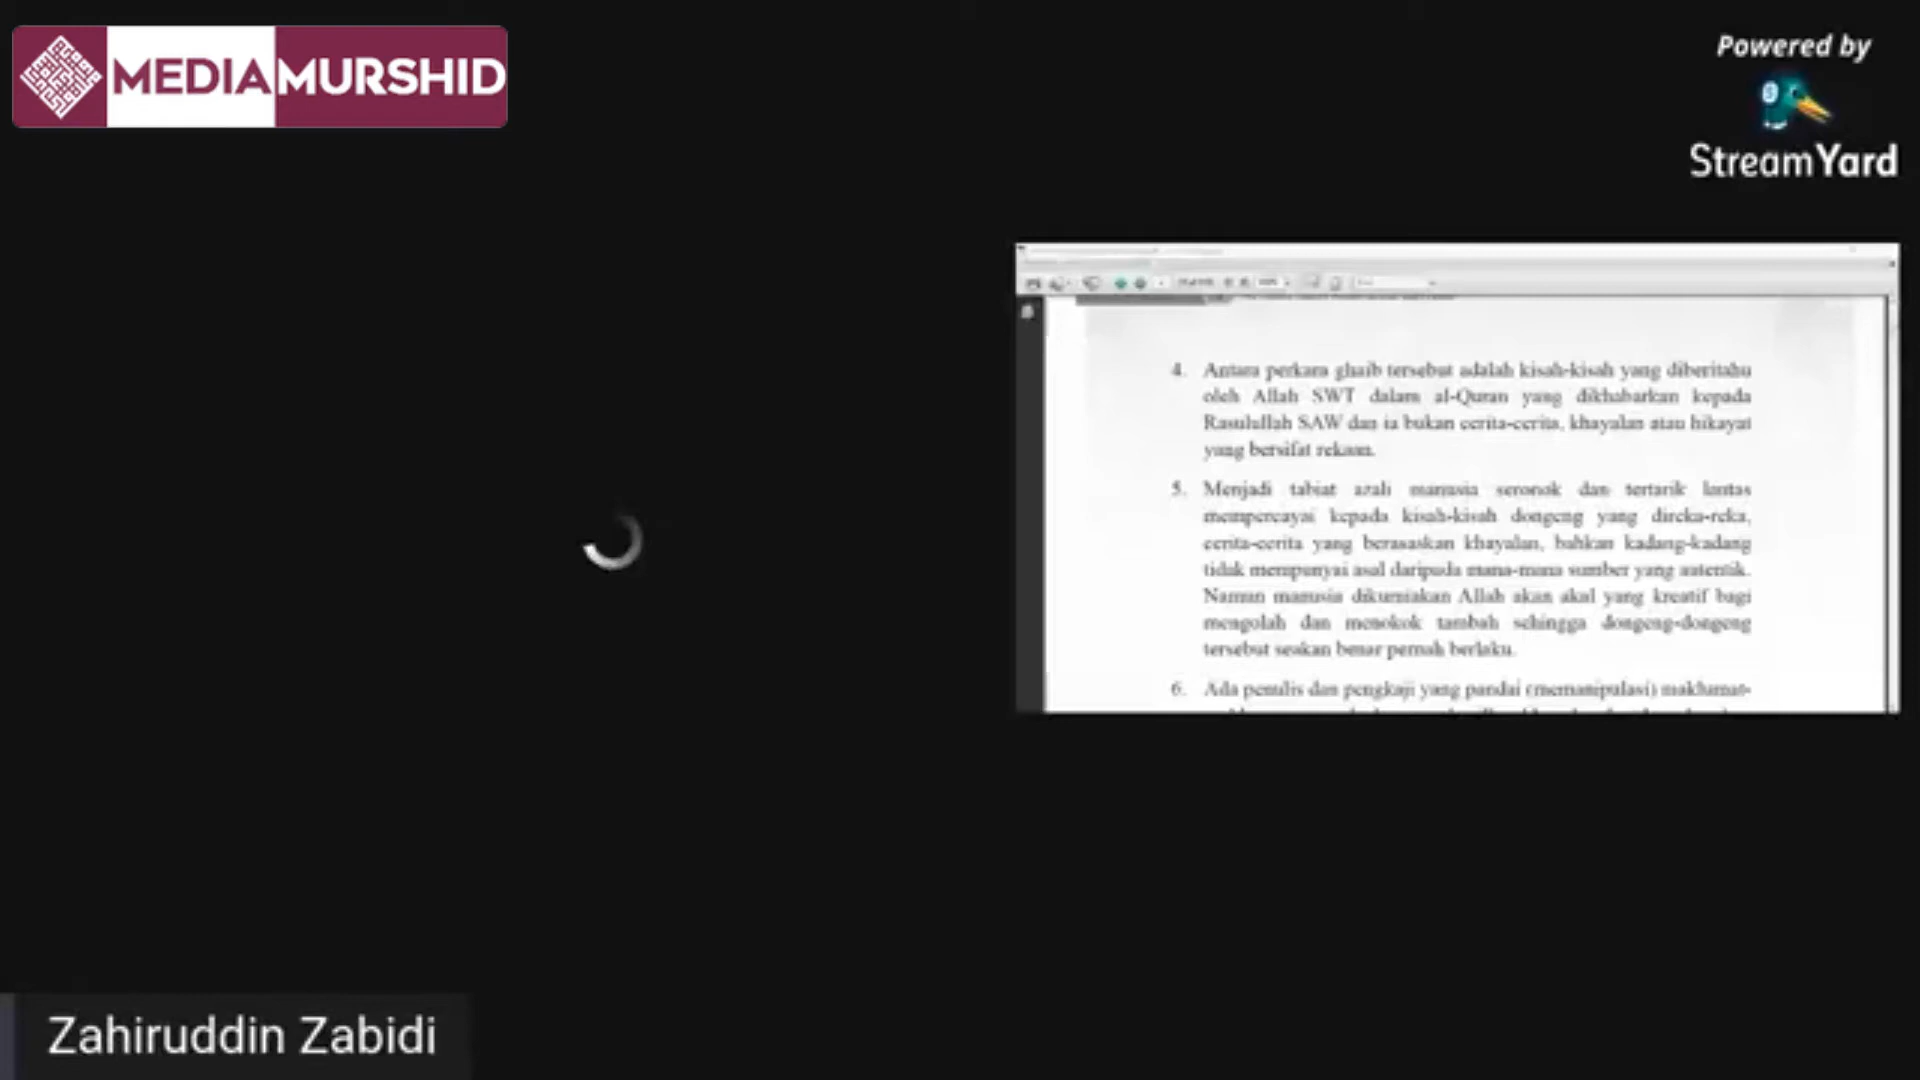 MEDIAMURSHID
Powered by
StreamYard
4. Antara perkara ghaib tersebut adalah kisah-kisah yang diberitahu
oleh Allah SWT dalam al-Quran yang dikhabarkan kepada
Rasulullah SAW dan ia bukan cerita-cerita, khayalan atau hikayat
yang bersifat rekaan.
5. Menjadi tabiat azali manusia seronok dan tertarik lantas
mempercayai kepada kisah-kisah dongeng yang direka-reka,
cerita-cerita yang berasaskan khayalan, bahkan kadang-kadang
tidak mempunyai asal daripada mana-mana sumber yang autentik.
Namun manusia dikurniakan Allah akan akal yang kreatif bagi
mengolah dan menokok tambah sehingga dongeng-dongeng
tersebut seakan benar pernah berlaku.
6. Ada penulis dan pengkaji yang pandai (memanipulasi) maklumat-
Zahiruddin Zabidi